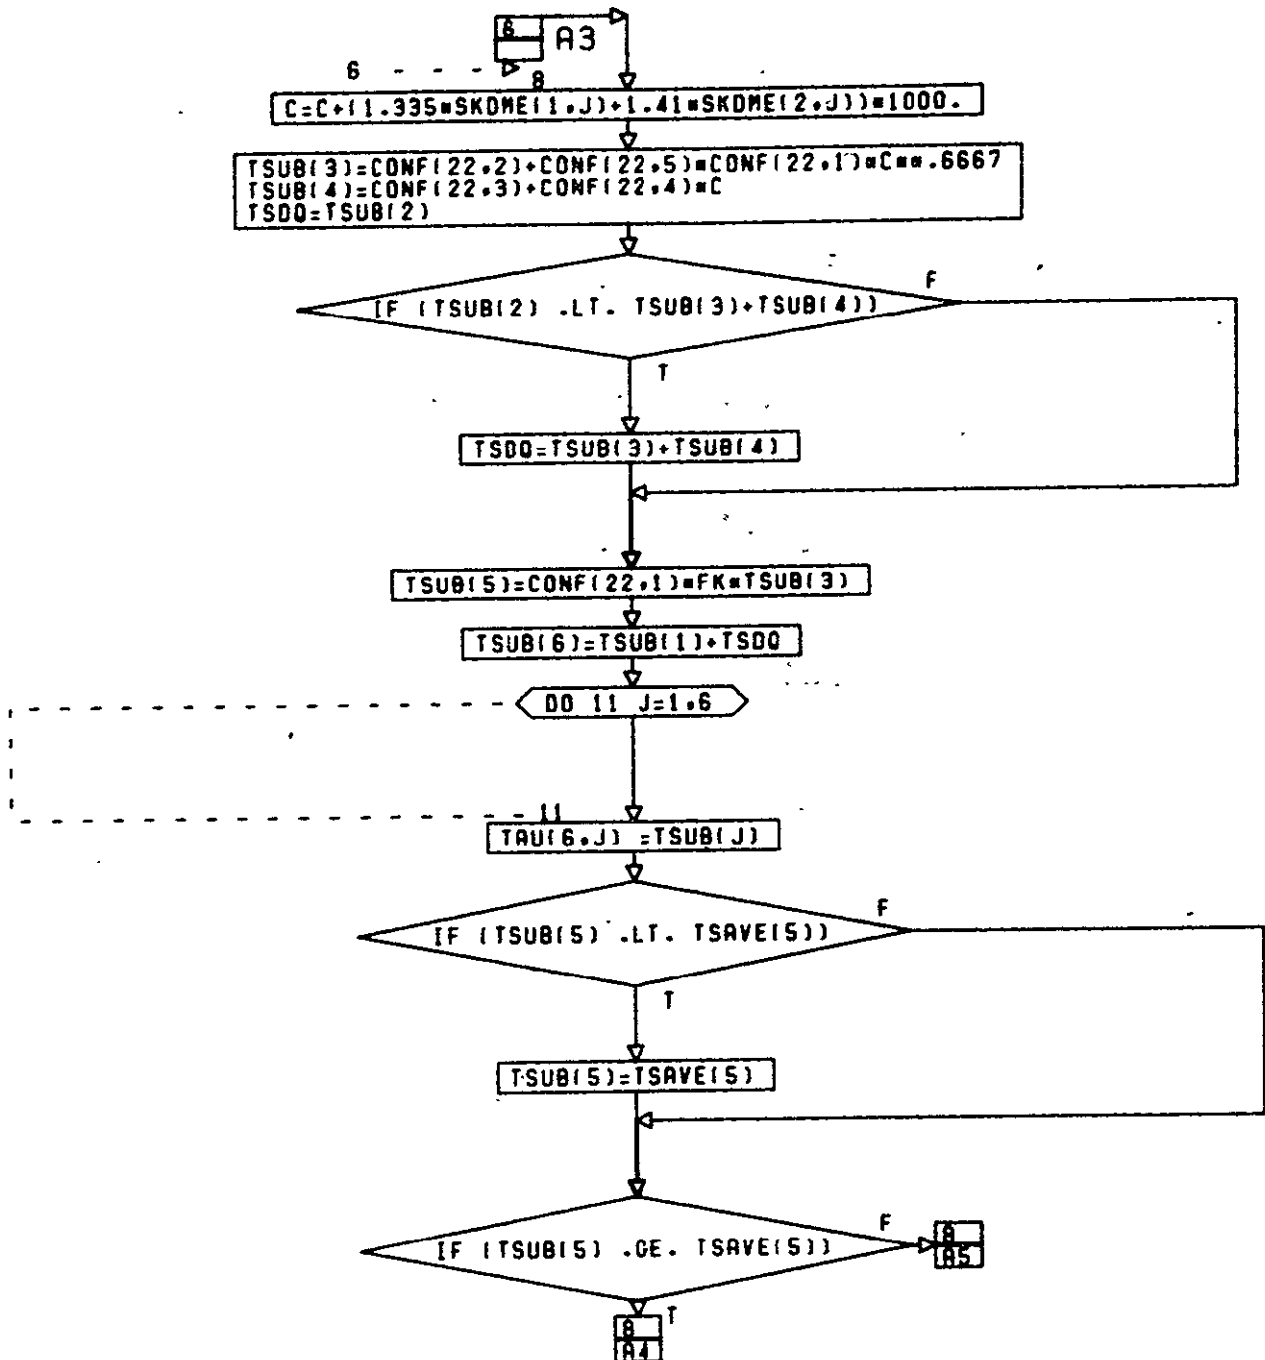 6
A3
6
8
C=C+(1.335*SKDME(1,J)+1.41*SKDME(2,J))*1000.
TSUB(3)=CONF(22,2)+CONF(22,5)*CONF(22,1)*C**.6667
TSUB(4)=CONF(22,3)+CONF(22,4)*C
TSDQ=TSUB(2)
IF (TSUB(2) .LT. TSUB(3)+TSUB(4))
F
T
TSDQ=TSUB(3)+TSUB(4)
TSUB(5)=CONF(22,1)*FK*TSUB(3)
TSUB(6)=TSUB(1)+TSDQ
DO 11 J=1,6
11
TAU(6,J) =TSUB(J)
IF (TSUB(5) .LT. TSAVE(5))
F
T
TSUB(5)=TSAVE(5)
IF (TSUB(5) .GE. TSAVE(5))
F
A5
T
8
A4